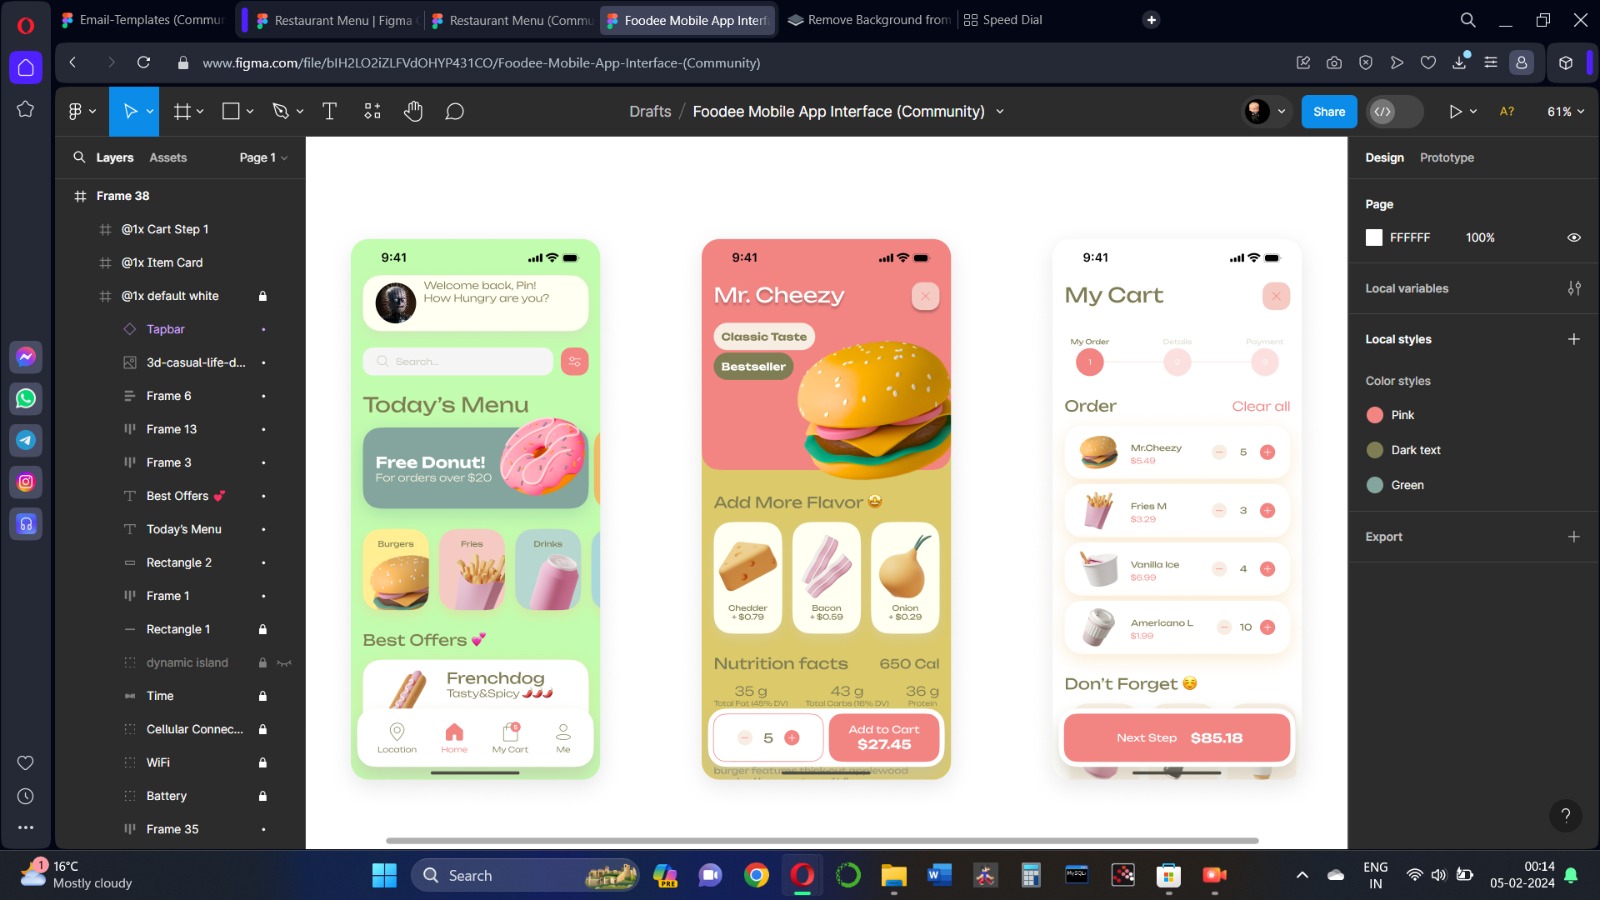 Email-Templates (Commu
Restaurant Menu | Figma
Restaurant Menu (Commu
Foodee Mobile App Interf
Remove Background from
Speed Dial
www.figma.com/file/bIH2LO2iZLFVdOHYP431CO/Foodee-Mobile-App-Interface-(Community)
Drafts / Foodee Mobile App Interface (Community)
Share
A?
61%
Layers Assets Page 1
Frame 38
@1x Cart Step 1
@1x Item Card
@1x default white
Tapbar
3d-casual-life-d...
Frame 6
Frame 13
Frame 3
Best Offers 💕
Today's Menu
Rectangle 2
Frame 1
Rectangle 1
dynamic island
Time
Cellular Connec...
WiFi
Battery
Frame 35
9:41
Welcome back, Pin!
How Hungry are you?
Search...
Today's Menu
Free Donut!
For orders over $20
Burgers
Fries
Drinks
Best Offers 💕
Frenchdog
Tasty&Spicy 🌶🌶🌶
Location
Home
My Cart
Me
9:41
Mr. Cheezy
Classic Taste
Bestseller
Add More Flavor 🤩
Chedder
+ $0.79
Bacon
+ $0.59
Onion
+ $0.29
Nutrition facts 650 Cal
35 g 43 g 36 g
Total Fat (45% DV) Total Carbs (16% DV) Protein
5
Add to Cart
$27.45
9:41
My Cart
My Order Details Payment
1
Order Clear all
Mr.Cheezy
$5.49
5
Fries M
$3.29
3
Vanilla Ice
$6.99
4
Americano L
$1.99
10
Don't Forget ☺️
Next Step $85.18
Design Prototype
Page
FFFFFF 100%
Local variables
Local styles
Color styles
Pink
Dark text
Green
Export
?
1
16°C
Mostly cloudy
Search
PRE
ENG
IN
00:14
05-02-2024